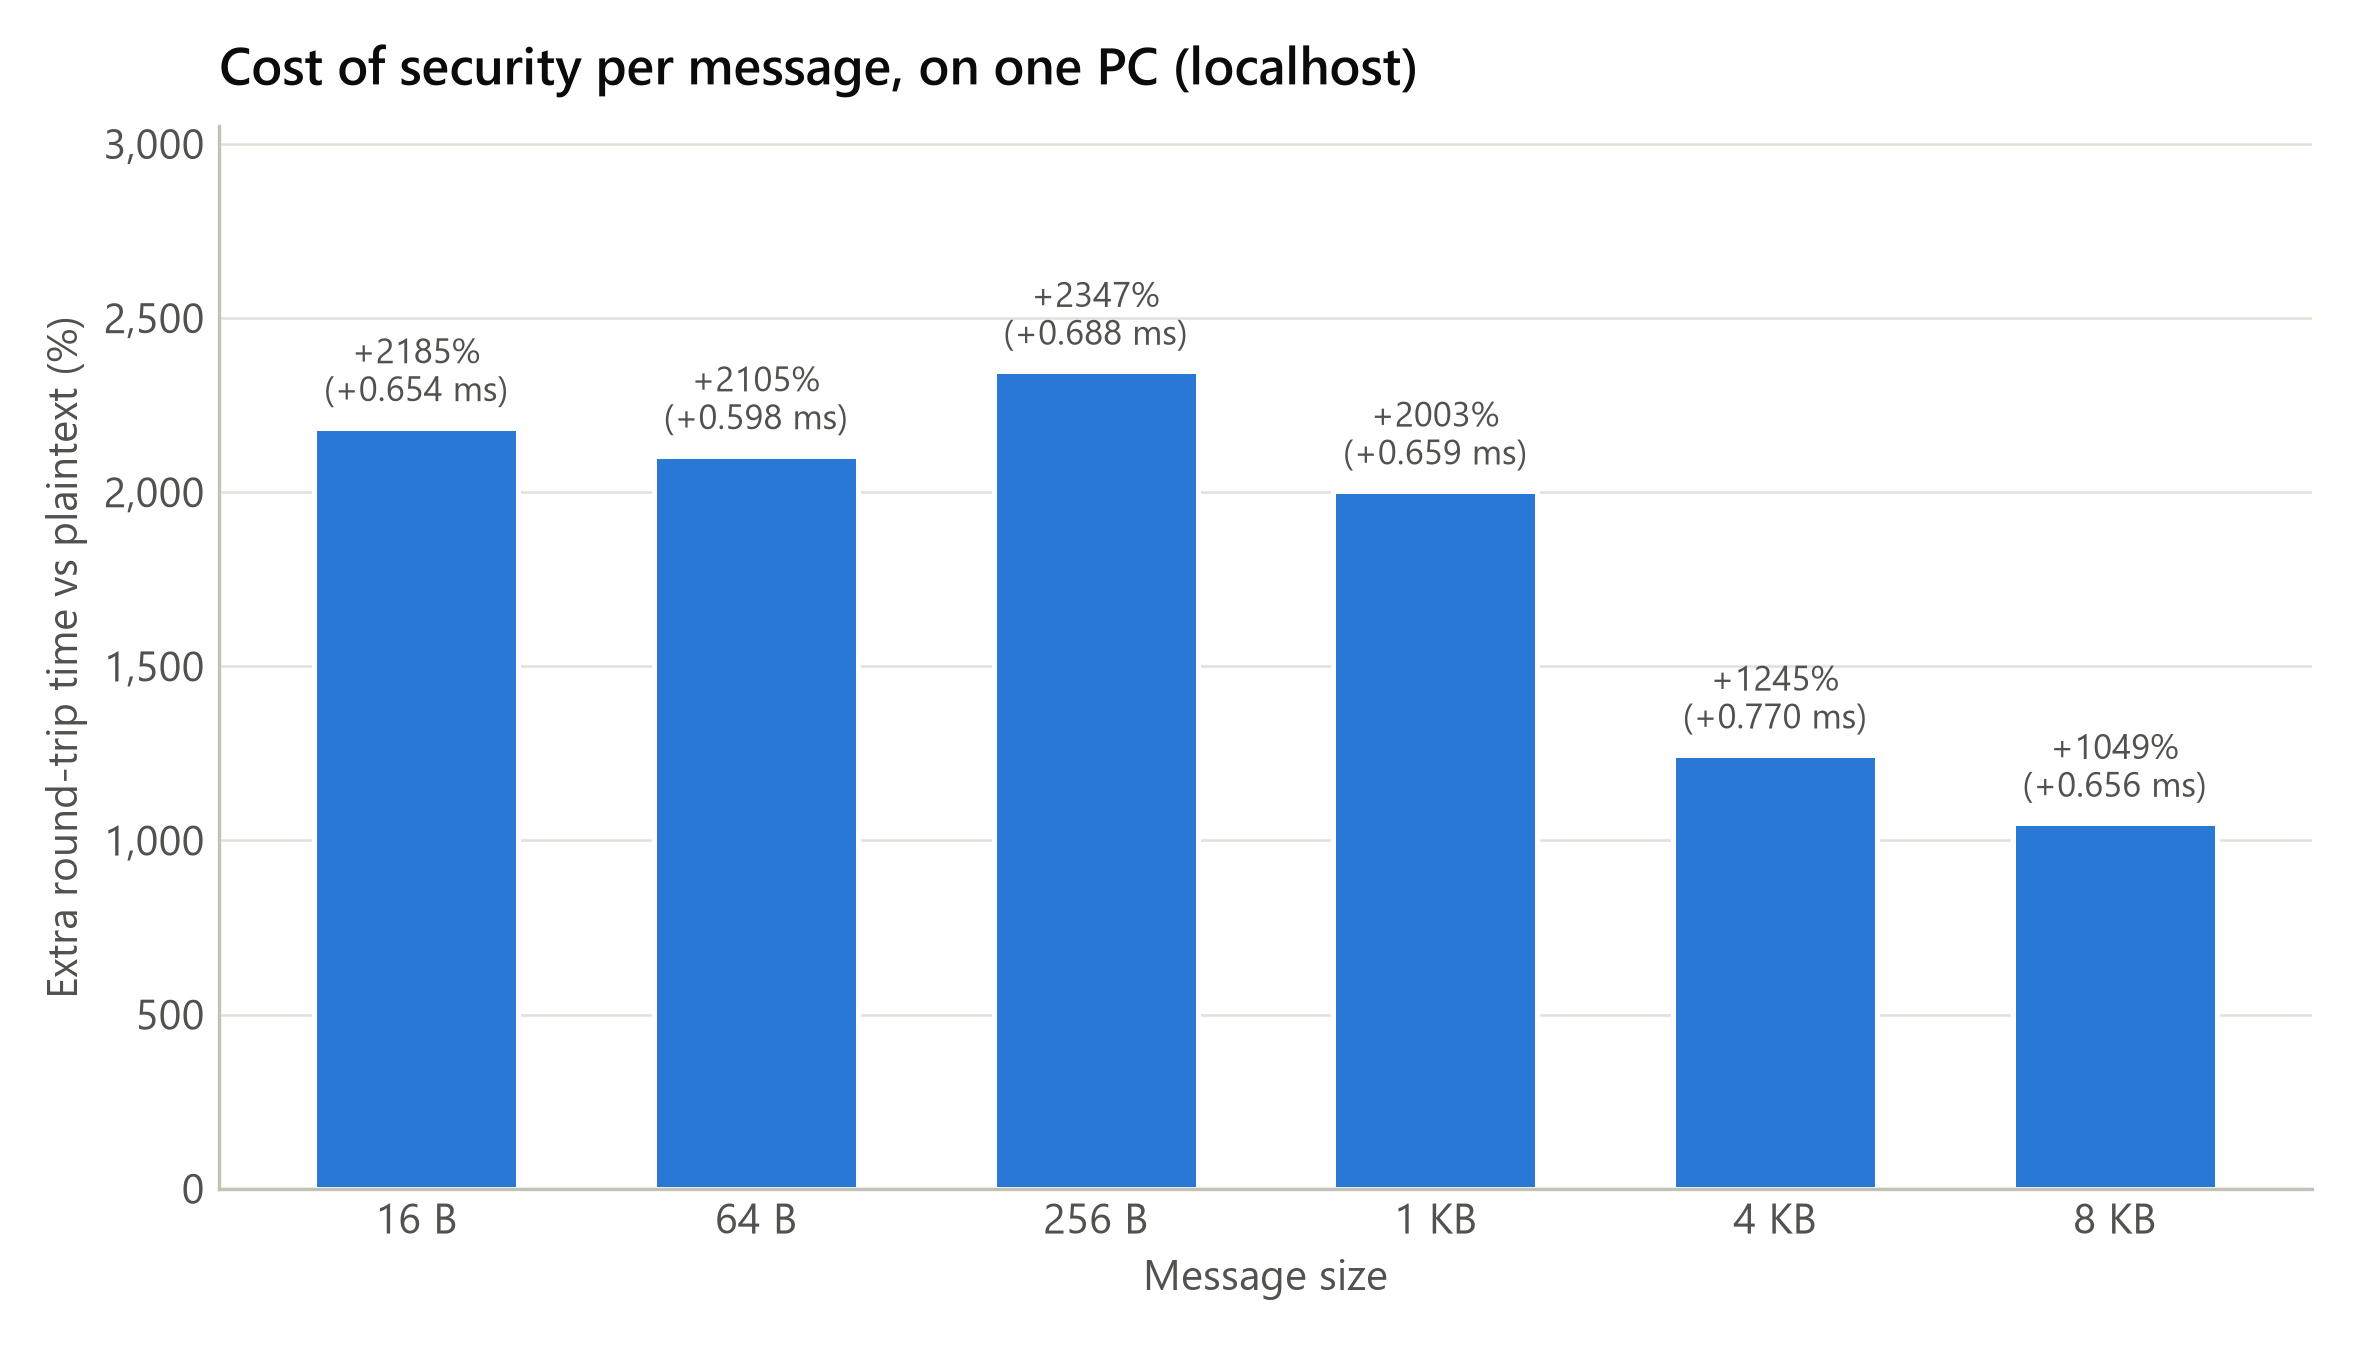 Cost of security per message, on one PC (localhost)
Extra round-trip time vs plaintext (%)
3,000
2,500
2,000
1,500
1,000
500
0
+2185%
(+0.654 ms)
+2105%
(+0.598 ms)
+2347%
(+0.688 ms)
+2003%
(+0.659 ms)
+1245%
(+0.770 ms)
+1049%
(+0.656 ms)
16 B
64 B
256 B
1 KB
4 KB
8 KB
Message size